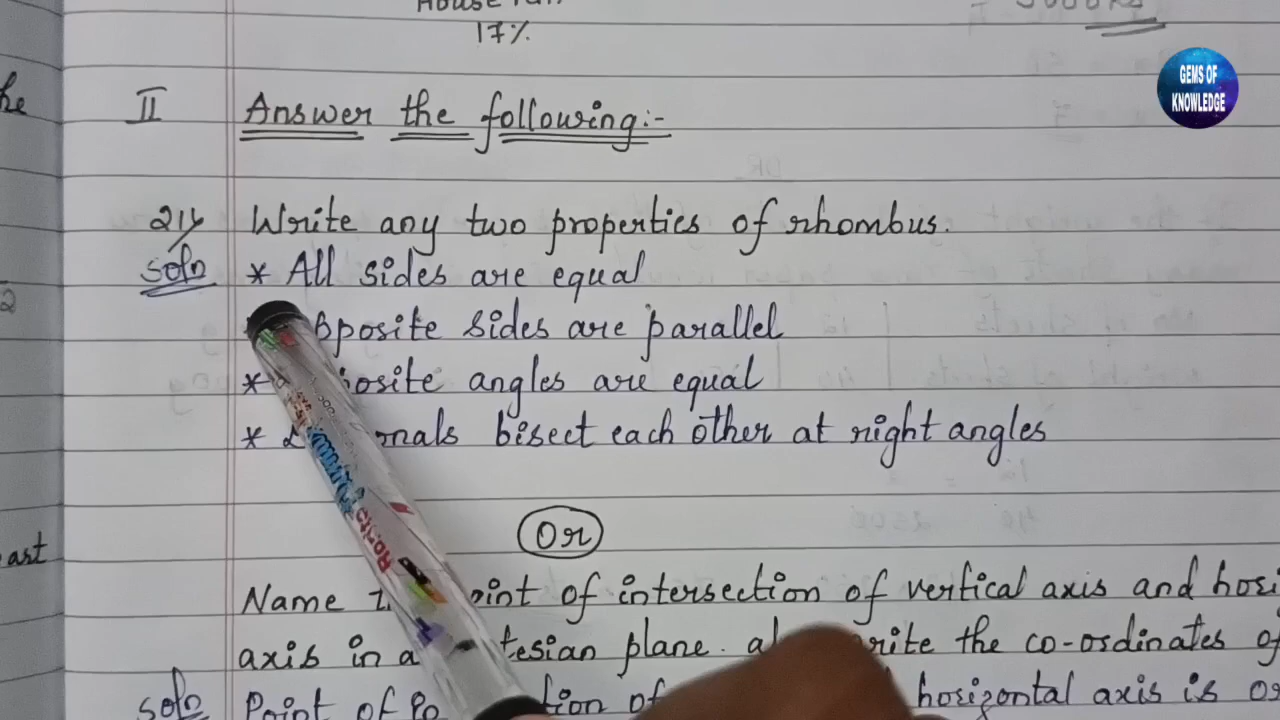 17%
II Answer the following:-
GEMS OF
KNOWLEDGE
21) Write any two properties of rhombus.
Soln * All sides are equal
pposite sides are parallel
* osite angles are equal
* onals bisect each other at right angles
Or
Name oint of intersection of vertical axis and hori
axis in a tesian plane. al rite the co-ordinates of
Soln Point of tion of horizontal axis is or
Rorito